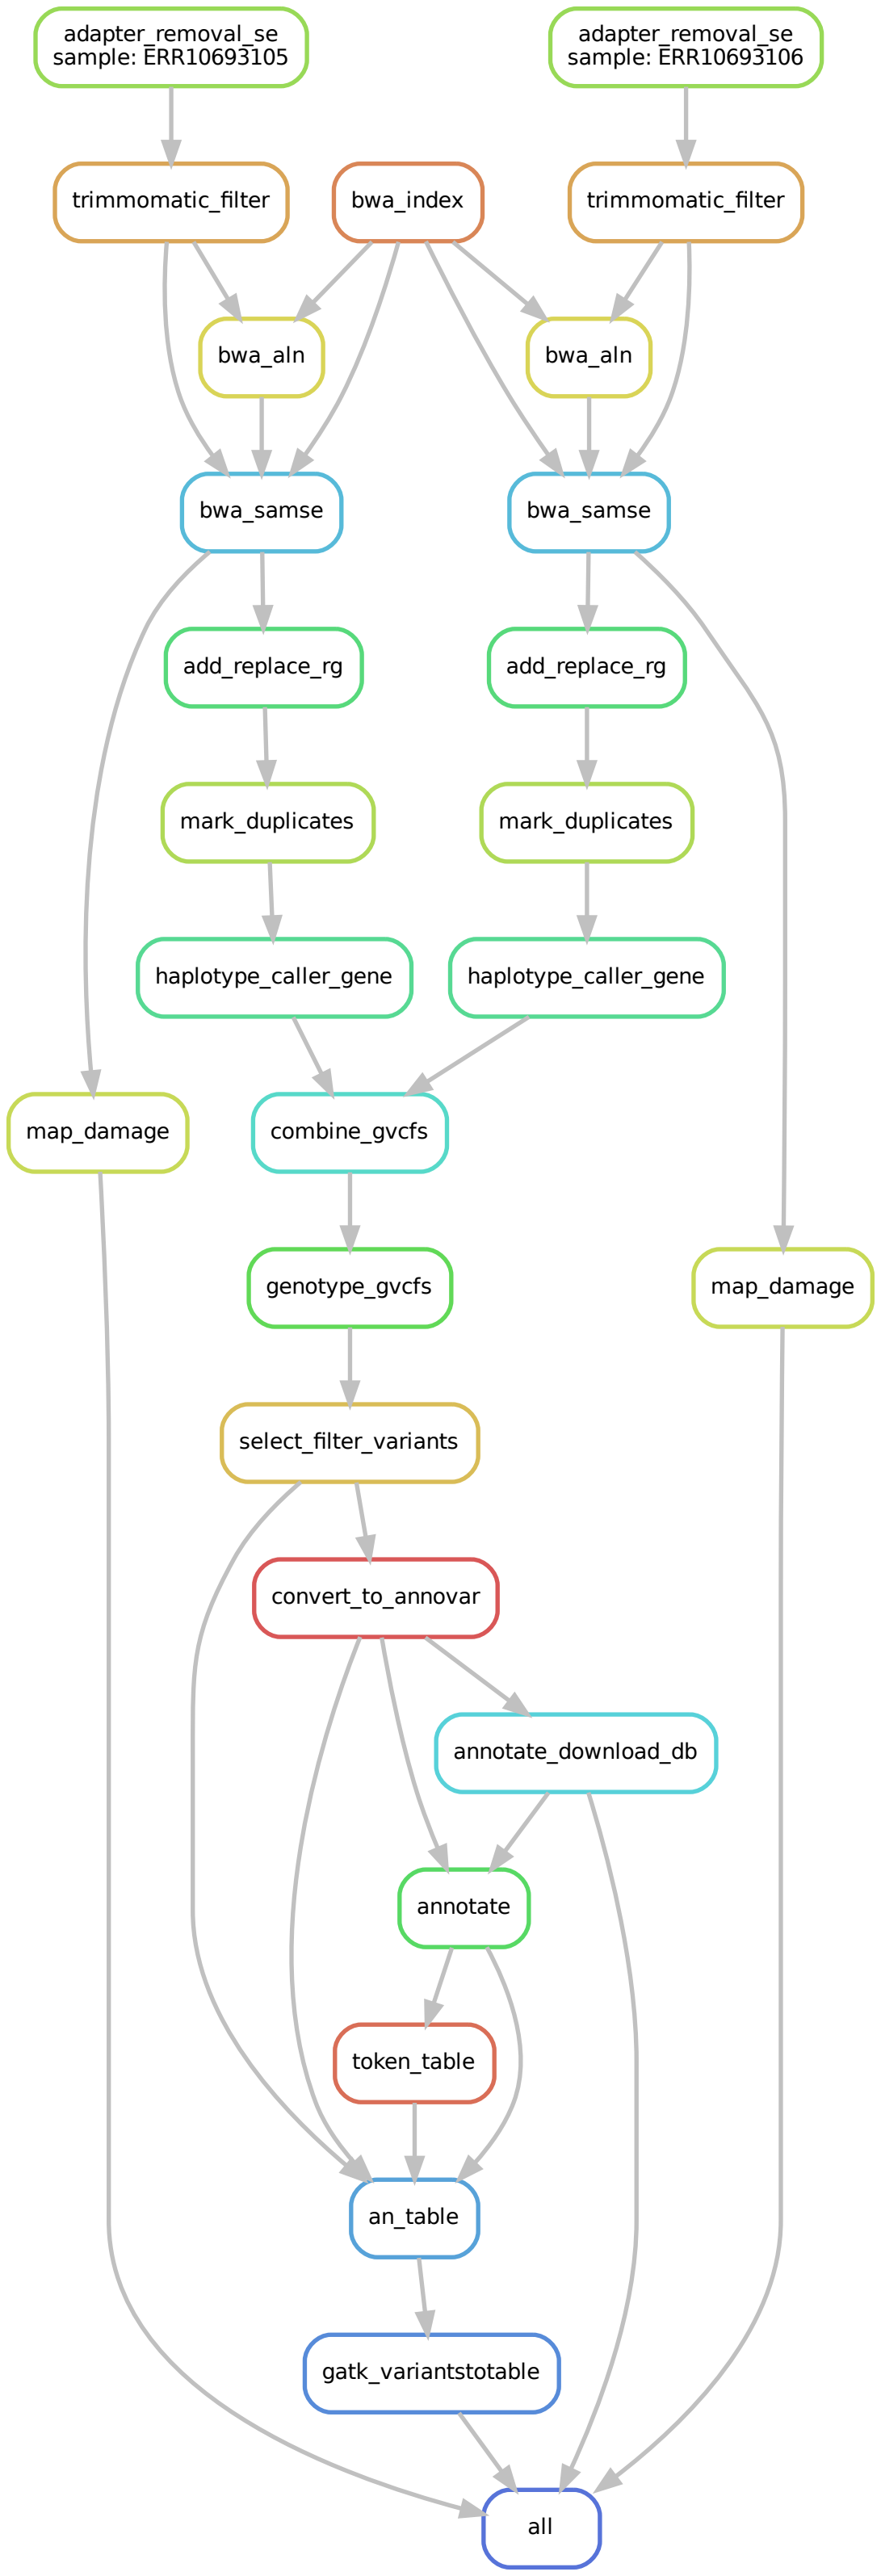 adapter_removal_se
sample: ERR10693105
adapter_removal_se
sample: ERR10693106
trimmomatic_filter
bwa_index
trimmomatic_filter
bwa_aln
bwa_aln
bwa_samse
bwa_samse
add_replace_rg
add_replace_rg
mark_duplicates
mark_duplicates
haplotype_caller_gene
haplotype_caller_gene
map_damage
combine_gvcfs
genotype_gvcfs
map_damage
select_filter_variants
convert_to_annovar
annotate_download_db
annotate
token_table
an_table
gatk_variantstotable
all